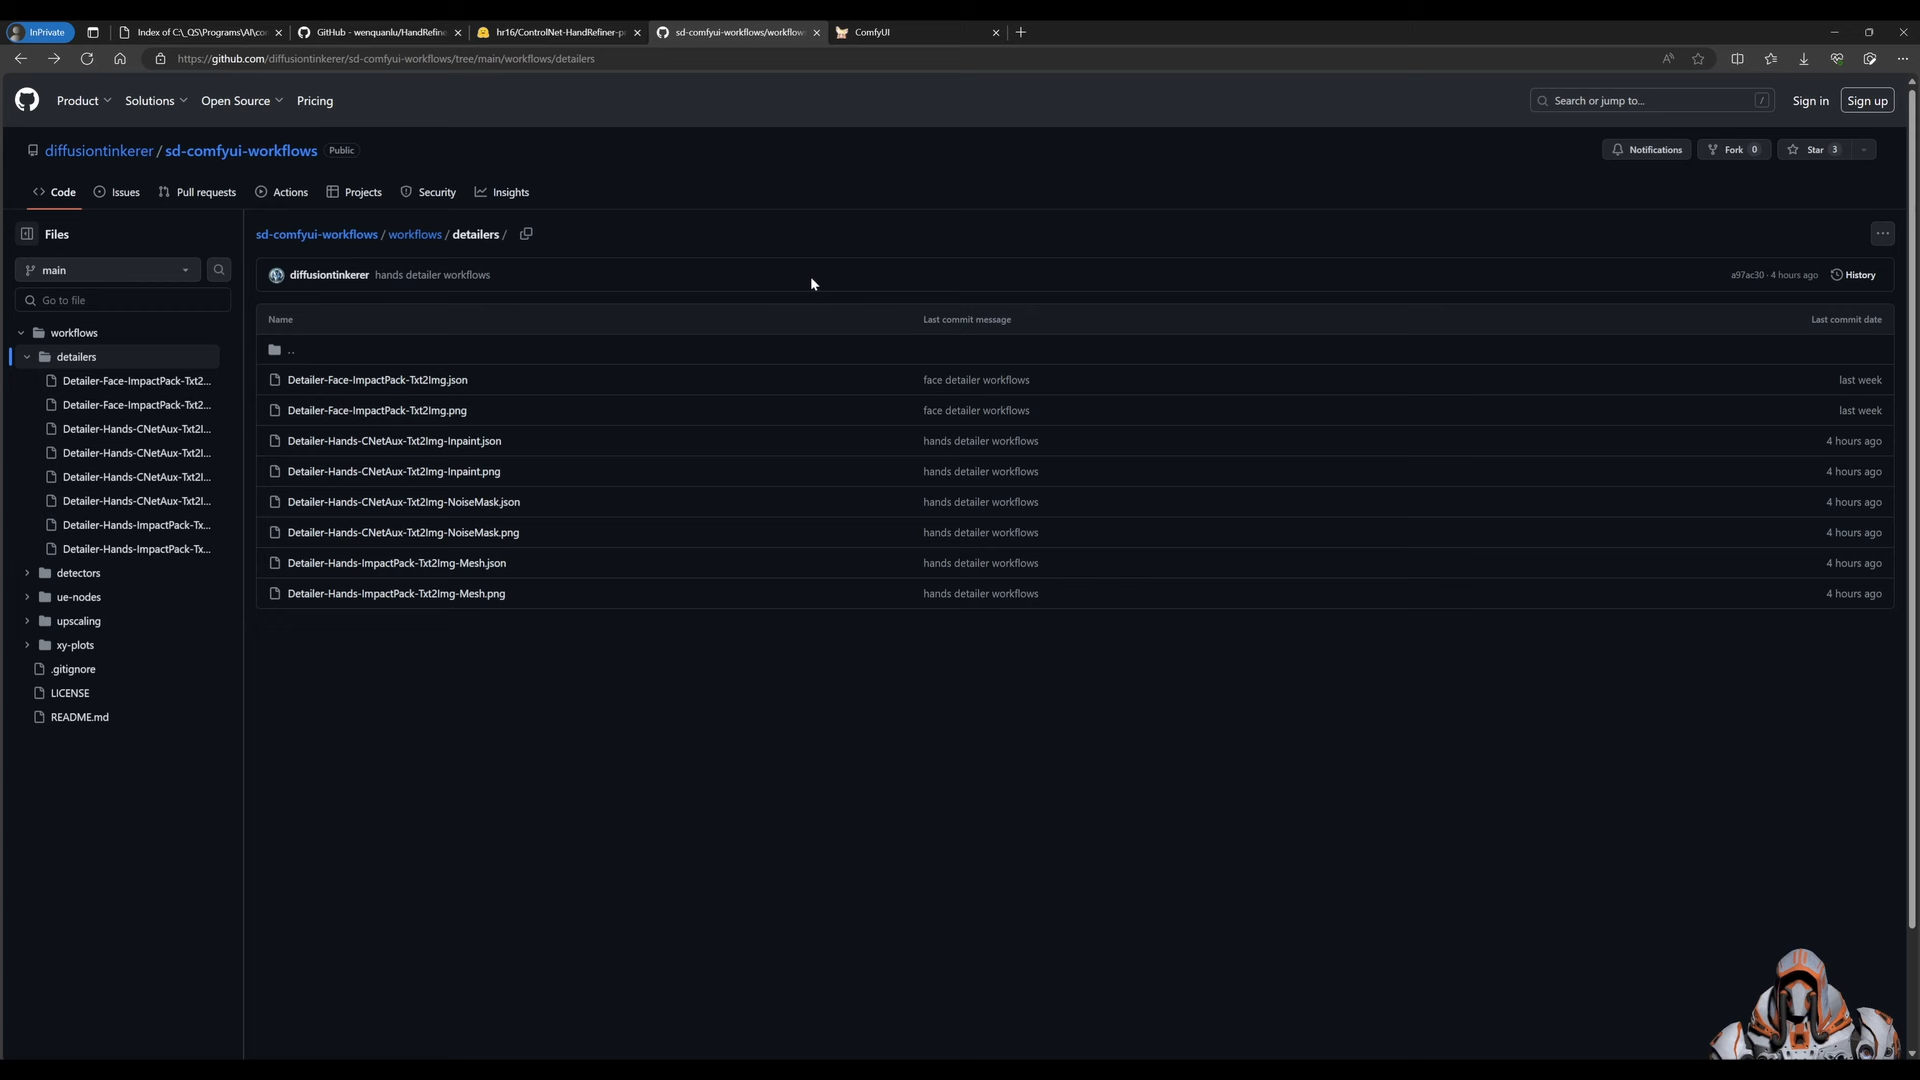 InPrivate
Index of C:\_QS\Programs\AI\co
GitHub - wenquanlu/HandRefine
hr16/ControlNet-HandRefiner-p
sd-comfyui-workflows/workflow
ComfyUI
https://github.com/diffusiontinkerer/sd-comfyui-workflows/tree/main/workflows/detailers
Product
Solutions
Open Source
Pricing
Search or jump to...
/
Sign in
Sign up
diffusiontinkerer / sd-comfyui-workflows
Public
Notifications
Fork 0
Star 3
Code
Issues
Pull requests
Actions
Projects
Security
Insights
Files
main
Go to file
workflows
detailers
Detailer-Face-ImpactPack-Txt2...
Detailer-Face-ImpactPack-Txt2...
Detailer-Hands-CNetAux-Txt2I...
Detailer-Hands-CNetAux-Txt2I...
Detailer-Hands-CNetAux-Txt2I...
Detailer-Hands-CNetAux-Txt2I...
Detailer-Hands-ImpactPack-Tx...
Detailer-Hands-ImpactPack-Tx...
detectors
ue-nodes
upscaling
xy-plots
.gitignore
LICENSE
README.md
sd-comfyui-workflows / workflows / detailers /
diffusiontinkerer hands detailer workflows
a97ac30 · 4 hours ago
History
Name Last commit message Last commit date
..
Detailer-Face-ImpactPack-Txt2Img.json face detailer workflows last week
Detailer-Face-ImpactPack-Txt2Img.png face detailer workflows last week
Detailer-Hands-CNetAux-Txt2Img-Inpaint.json hands detailer workflows 4 hours ago
Detailer-Hands-CNetAux-Txt2Img-Inpaint.png hands detailer workflows 4 hours ago
Detailer-Hands-CNetAux-Txt2Img-NoiseMask.json hands detailer workflows 4 hours ago
Detailer-Hands-CNetAux-Txt2Img-NoiseMask.png hands detailer workflows 4 hours ago
Detailer-Hands-ImpactPack-Txt2Img-Mesh.json hands detailer workflows 4 hours ago
Detailer-Hands-ImpactPack-Txt2Img-Mesh.png hands detailer workflows 4 hours ago